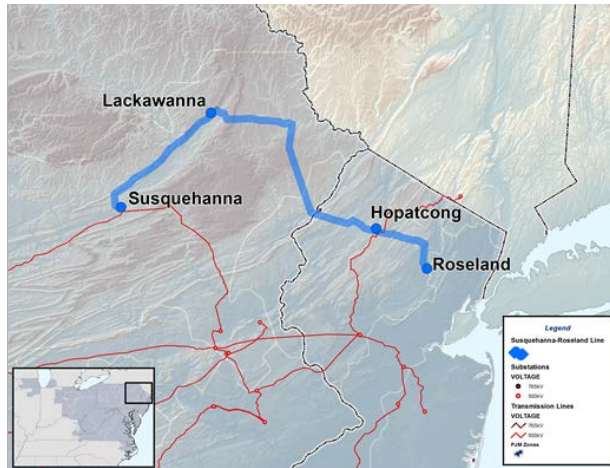 Lackawanna
Susquehanna
Hopatcong
Roseland
Legend
Susquehanna-Roseland Line
Substations
VOLTAGE
765kV
500kV
Transmission Lines
VOLTAGE
765kV
500kV
PJM Zones